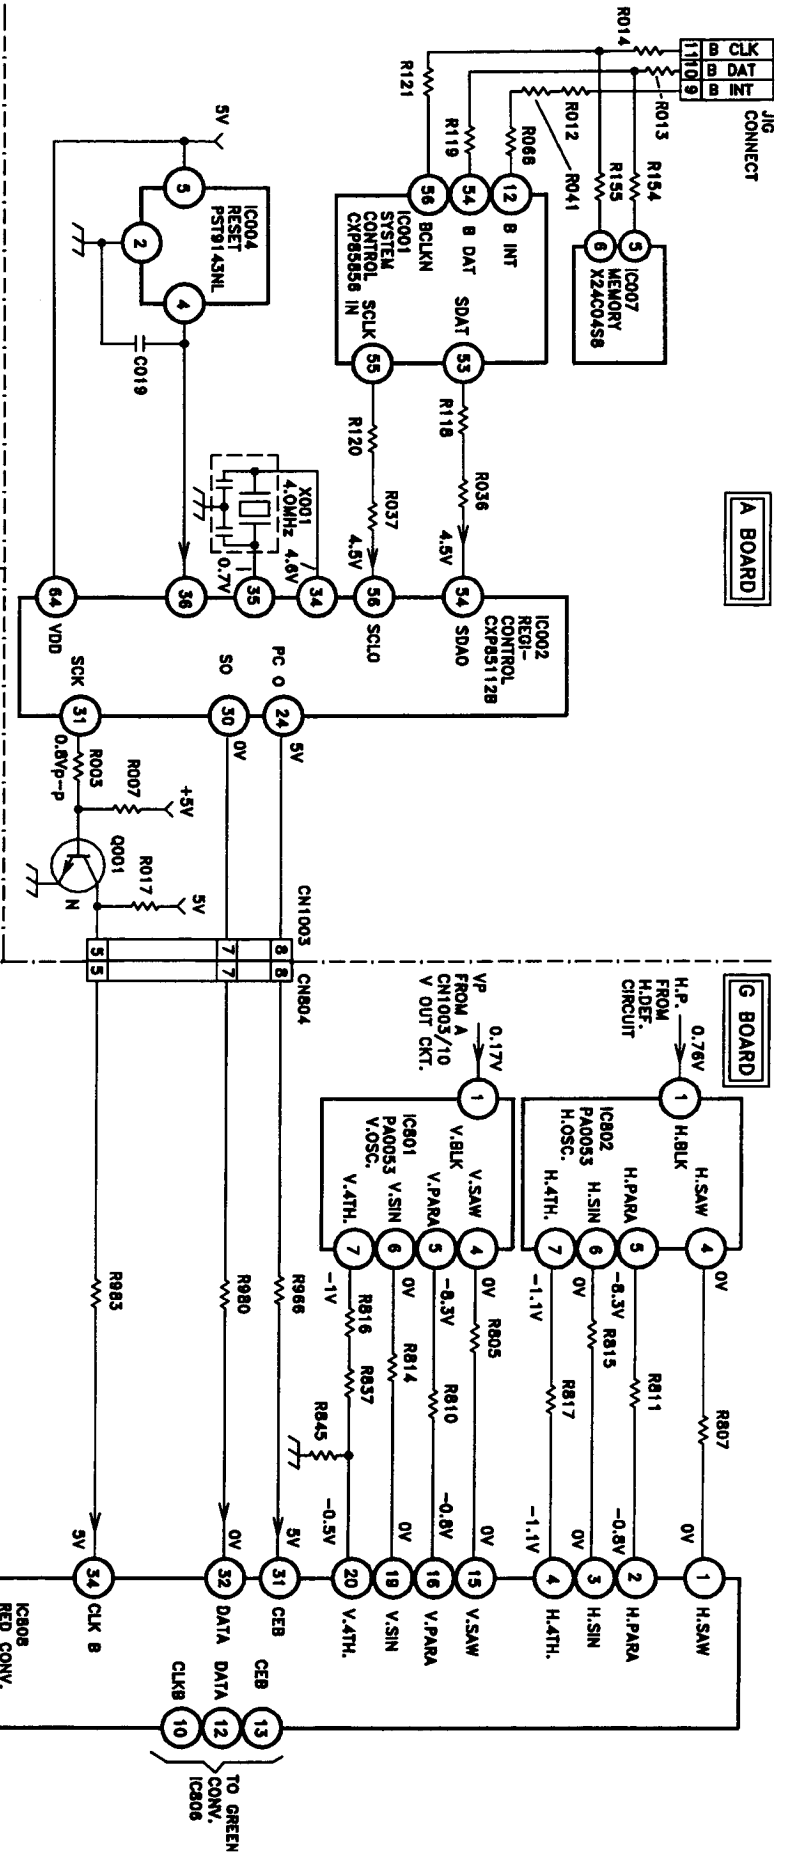 JIG
CONNECT
11 B CLK
10 B DAT
9 B INT
R014
R013
R012
R041
R121
R119
R068
R155
R154
6
5
IC007
MEMORY
X24C04S8
A BOARD
56
54
12
BCLKN
B DAT
B INT
IC001
SYSTEM
CONTROL
CXP85856
SCLK IN
SDAT
55
53
R120
R118
R037
R036
4.5V
4.5V
5V
5
2
4
IC004
RESET
PST9143NL
C019
X001
4.0MHz
0.7V
4.6V
64
36
35
34
56
54
VDD
SCLO
SDAO
IC002
REGI-
CONTROL
CXP85112B
SCK
SO
PC O
31
30
24
0V
5V
R003
0.8Vp-p
R007
+5V
Q001
N
R017
5V
CN1003
5
7
8
5
7
8
CN804
G BOARD
H.P.
FROM
H.DEF.
CIRCUIT
0.76V
1
H.BLK
IC802
PA0053
H.OSC.
H.SAW
H.PARA
H.SIN
H.4TH.
4
5
6
7
0V
-8.3V
0V
-1.1V
R807
R811
R815
R817
0V
-0.8V
0V
-1.1V
VP
FROM A
CN1003/10
V OUT CKT.
0.17V
1
V.BLK
IC801
PA0053
V.OSC.
V.SAW
V.PARA
V.SIN
V.4TH.
4
5
6
7
0V
-8.3V
0V
-1V
R805
R810
R814
R816
R837
R845
0V
-0.8V
0V
-0.5V
R966
R980
R983
5V
0V
5V
1
2
3
4
15
16
19
20
31
32
34
H.SAW
H.PARA
H.SIN
H.4TH.
V.SAW
V.PARA
V.SIN
V.4TH.
CEB
DATA
CLK B
IC808
RED CONV.
CEB
DATA
CLKB
13
12
10
TO GREEN
CONV.
IC806